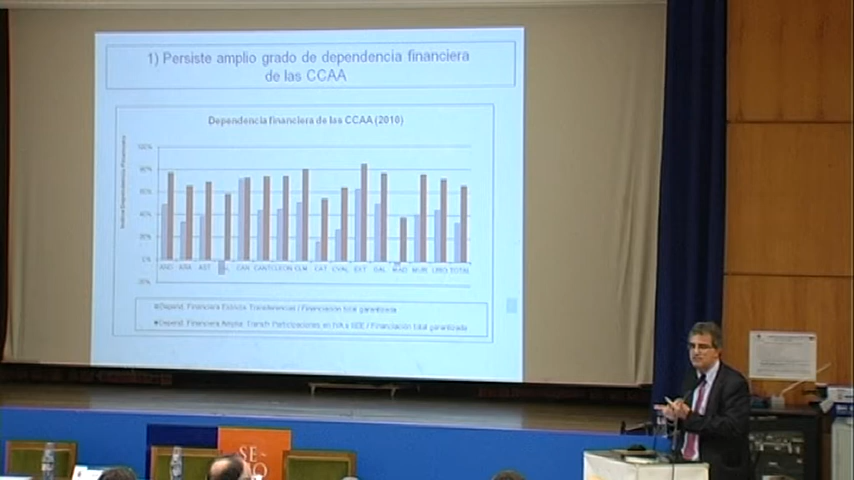 1) Persiste amplio grado de dependencia financiera
de las CCAA
Dependencia financiera de las CCAA (2010)
100%
80%
60%
40%
20%
0%
-20%
AND ARA AST CAN CANT CLEON CLM CAT CVAL EXT GAL MAD MUR LRIO TOTAL
Depend. Financiera Estricta: Transferencias / Financiación total garantizada
Depend. Financiera Amplia: Transf+ Participaciones en IVA e IIEE / Financiación total garantizada
SE~